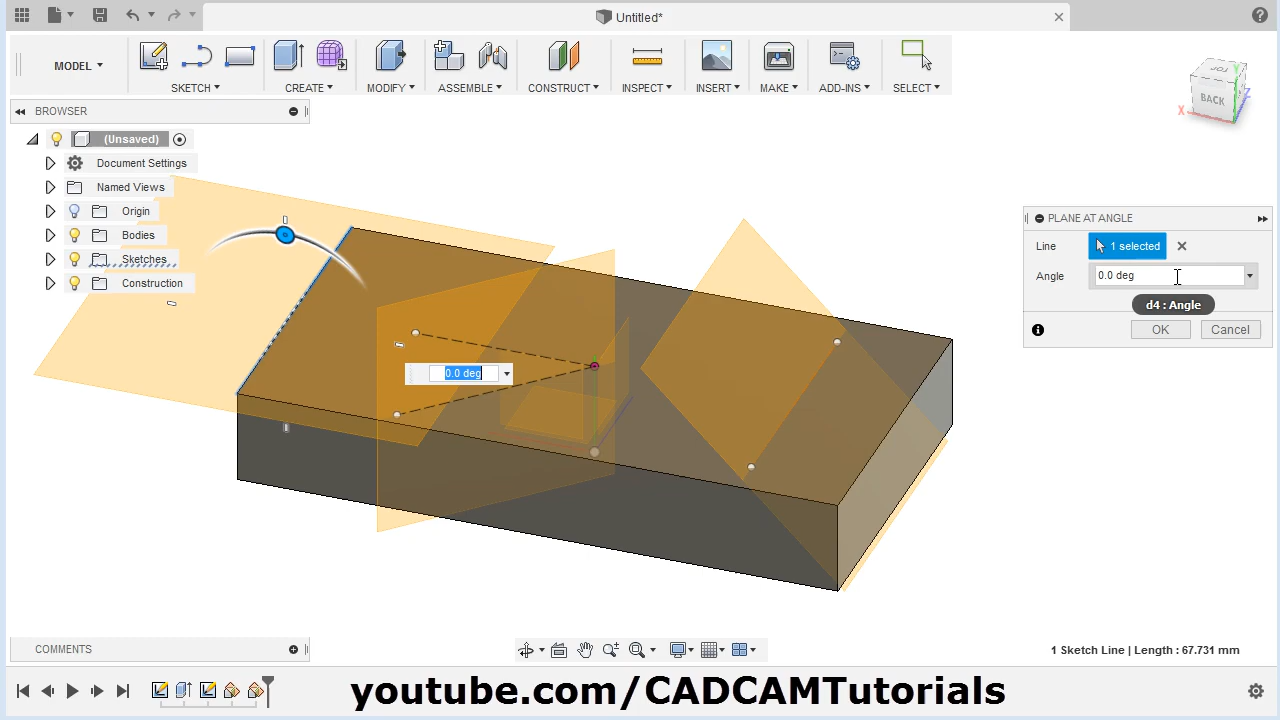 Untitled*
MODEL
SKETCH
CREATE
MODIFY
ASSEMBLE
CONSTRUCT
INSPECT
INSERT
MAKE
ADD-INS
SELECT
TOP
BACK
X
Y
Z
BROWSER
(Unsaved)
Document Settings
Named Views
Origin
Bodies
Sketches
Construction
0.0 deg
PLANE AT ANGLE
Line 1 selected
Angle 0.0 deg
d4 : Angle
OK Cancel
COMMENTS
1 Sketch Line | Length : 67.731 mm
youtube.com/CADCAMTutorials